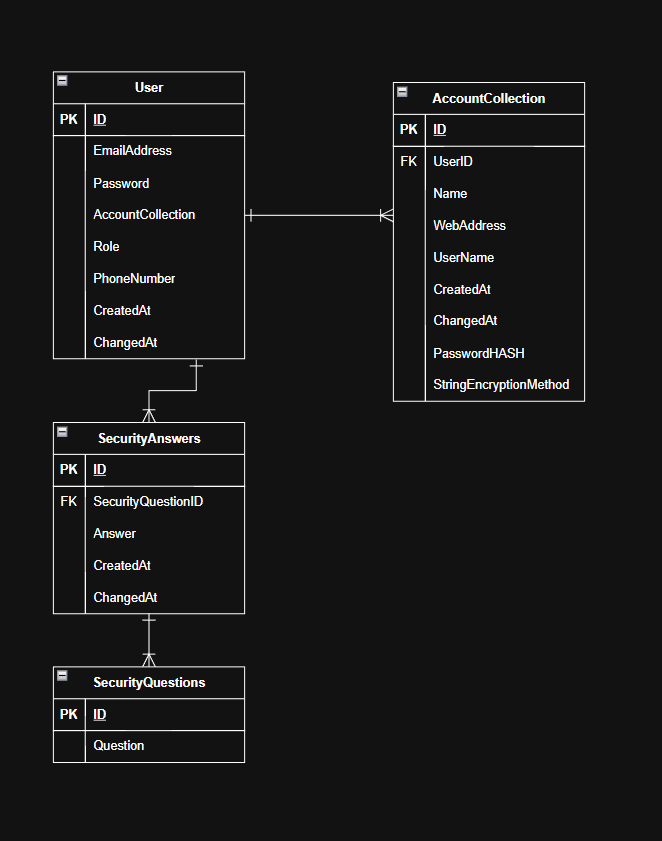 User
PK ID
EmailAddress
Password
AccountCollection
Role
PhoneNumber
CreatedAt
ChangedAt
AccountCollection
PK ID
FK UserID
Name
WebAddress
UserName
CreatedAt
ChangedAt
PasswordHASH
StringEncryptionMethod
SecurityAnswers
PK ID
FK SecurityQuestionID
Answer
CreatedAt
ChangedAt
SecurityQuestions
PK ID
Question